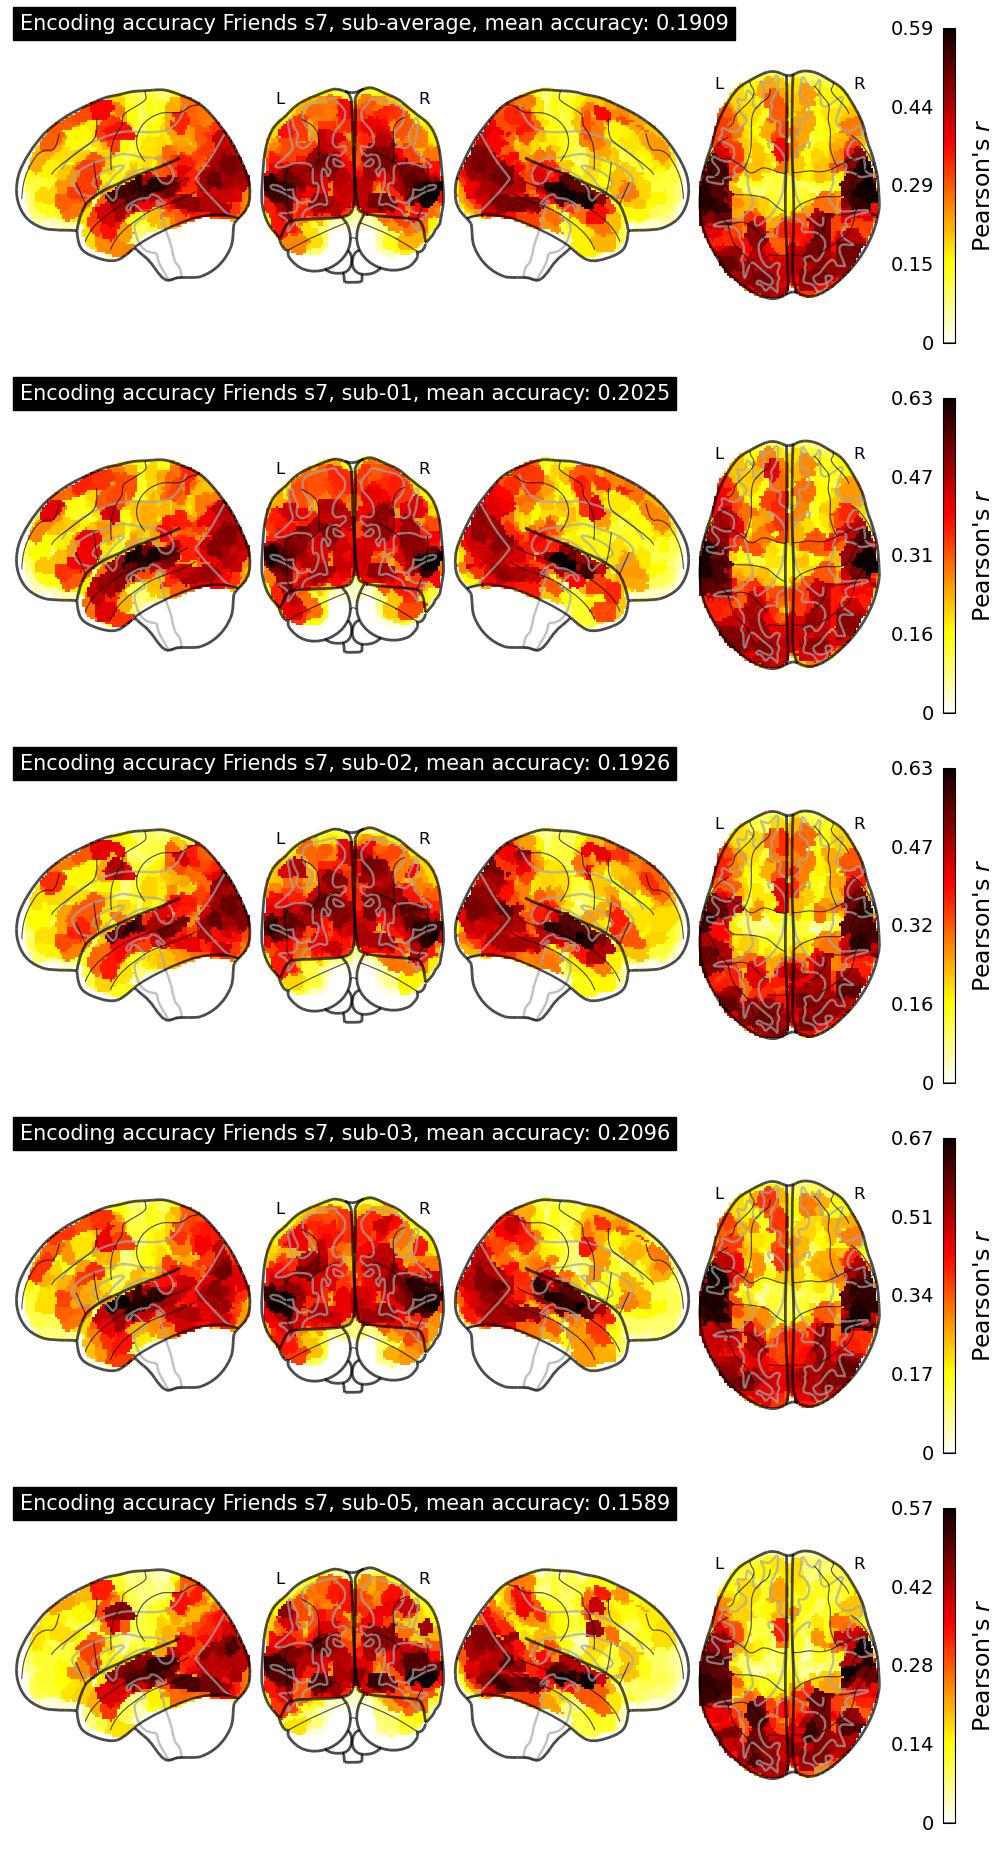 Encoding accuracy Friends s7, sub-average, mean accuracy: 0.1909
L R L R
0.59
0.44
0.29
0.15
0
Pearson's r
Encoding accuracy Friends s7, sub-01, mean accuracy: 0.2025
L R L R
0.63
0.47
0.31
0.16
0
Pearson's r
Encoding accuracy Friends s7, sub-02, mean accuracy: 0.1926
L R L R
0.63
0.47
0.32
0.16
0
Pearson's r
Encoding accuracy Friends s7, sub-03, mean accuracy: 0.2096
L R L R
0.67
0.51
0.34
0.17
0
Pearson's r
Encoding accuracy Friends s7, sub-05, mean accuracy: 0.1589
L R L R
0.57
0.42
0.28
0.14
0
Pearson's r